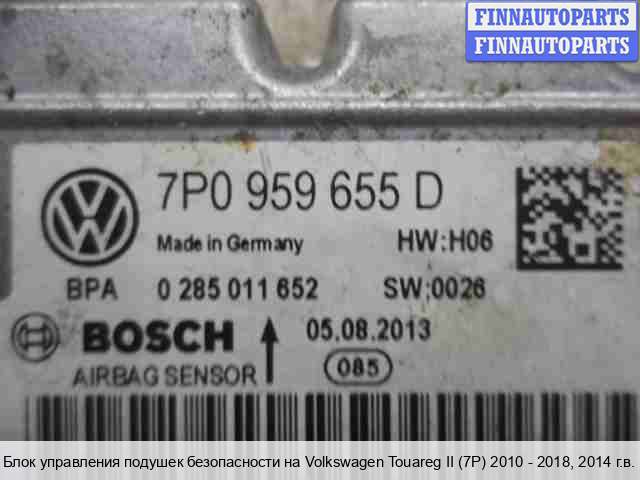 FINNAUTOPARTS
FINNAUTOPARTS
7P0 959 655 D
Made in Germany HW:H06
BPA 0 285 011 652 SW:0026
BOSCH 05.08.2013
AIRBAG SENSOR 085
Блок управления подушек безопасности на Volkswagen Touareg II (7P) 2010 - 2018, 2014 г.в.